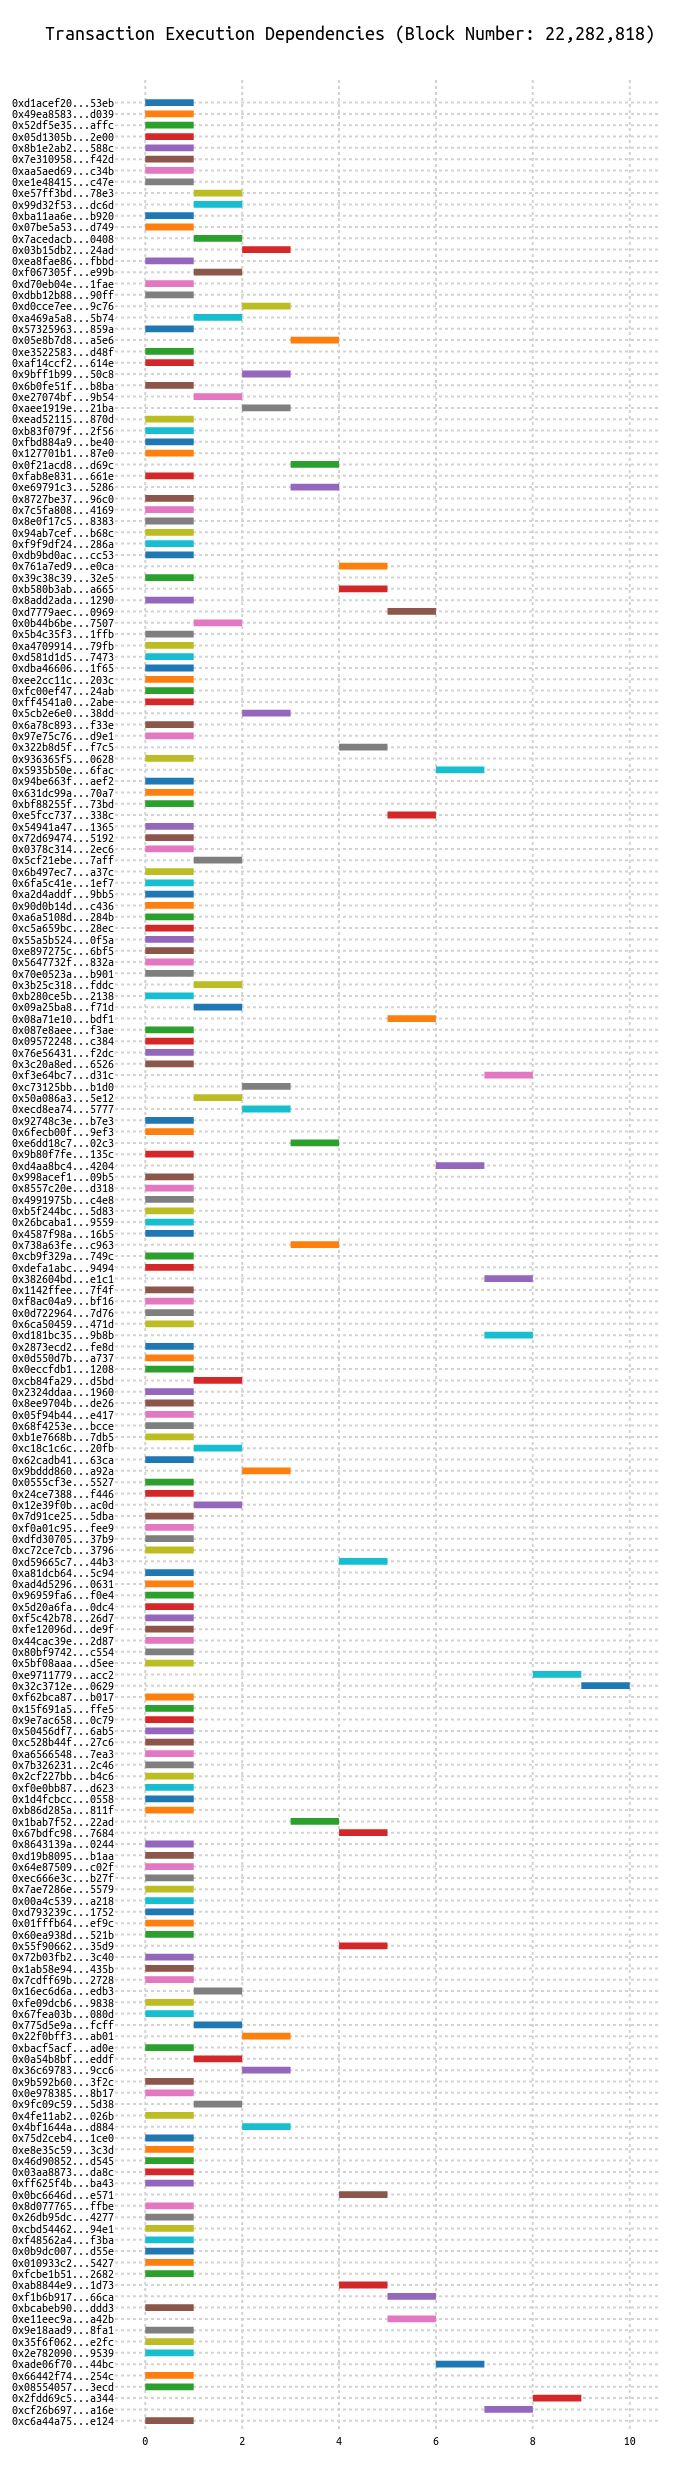 Transaction Execution Dependencies (Block Number: 22,282,818)
0xd1acef20...53eb
0x49ea8583...d039
0x52df5e35...affc
0x05d1305b...2e00
0x8b1e2ab2...588c
0x7e310958...f42d
0xaa5aed69...c34b
0xe1e48415...c47e
0xe57ff3bd...78e3
0x99d32f53...dc6d
0xba11aa6e...b920
0x07be5a53...d749
0x7acedacb...0408
0x03b15db2...24ad
0xea8fae86...fbbd
0xf067305f...e99b
0xd70eb04e...1fae
0xdbb12b88...90ff
0xd0cce7ee...9c76
0xa469a5a8...5b74
0x57325963...859a
0x05e8b7d8...a5e6
0xe3522583...d48f
0xaf14ccf2...614e
0x9bff1b99...50c8
0x6b0fe51f...b8ba
0xe27074bf...9b54
0xaee1919e...21ba
0xead52115...870d
0xb83f079f...2f56
0xfbd884a9...be40
0x127701b1...87e0
0x0f21acd8...d69c
0xfab8e831...661e
0xe69791c3...5286
0x8727be37...96c0
0x7c5fa808...4169
0x8e0f17c5...8383
0x94ab7cef...b68c
0xf9f9df24...286a
0xdb9bd0ac...cc53
0x761a7ed9...e0ca
0x39c38c39...32e5
0xb580b3ab...a665
0x8add2ada...1290
0xd7779aec...0969
0x0b44b6be...7507
0x5b4c35f3...1ffb
0xa4709914...79fb
0xd581d1d5...7473
0xdba46606...1f65
0xee2cc11c...203c
0xfc00ef47...24ab
0xff4541a0...2abe
0x5cb2e6e0...38dd
0x6a78c893...f33e
0x97e75c76...d9e1
0x322b8d5f...f7c5
0x936365f5...0628
0x5935b50e...6fac
0x94be663f...aef2
0x631dc99a...70a7
0xbf88255f...73bd
0xe5fcc737...338c
0x54941a47...1365
0x72d69474...5192
0x0378c314...2ec6
0x5cf21ebe...7aff
0x6b497ec7...a37c
0x6fa5c41e...1ef7
0xa2d4addf...9bb5
0x90d0b14d...c436
0xa6a5108d...284b
0xc5a659bc...28ec
0x55a5b524...0f5a
0xe897275c...6bf5
0x5647732f...832a
0x70e0523a...b901
0x3b25c318...fddc
0xb280ce5b...2138
0x09a25ba8...f71d
0x08a71e10...bdf1
0x087e8aee...f3ae
0x09572248...c384
0x76e56431...f2dc
0x3c20a8ed...6526
0xf3e64bc7...d31c
0xc73125bb...b1d0
0x50a086a3...5e12
0xecd8ea74...5777
0x92748c3e...b7e3
0x6fecb00f...9ef3
0xe6dd18c7...02c3
0x9b80f7fe...135c
0xd4aa8bc4...4204
0x998acef1...09b5
0x8557c20e...d318
0x4991975b...c4e8
0xb5f244bc...5d83
0x26bcaba1...9559
0x4587f98a...16b5
0x738a63fe...c963
0xcb9f329a...749c
0xdefa1abc...9494
0x382604bd...e1c1
0x1142ffee...7f4f
0xf8ac04a9...bf16
0x0d722964...7d76
0x6ca50459...471d
0xd181bc35...9b8b
0x2873ecd2...fe8d
0x0d550d7b...a737
0x0eccfdb1...1208
0xcb84fa29...d5bd
0x2324ddaa...1960
0x8ee9704b...de26
0x05f94b44...e417
0x68f4253e...bcce
0xb1e7668b...7db5
0xc18c1c6c...20fb
0x62cadb41...63ca
0x9bddd860...a92a
0x0555cf3e...5527
0x24ce7388...f446
0x12e39f0b...ac0d
0x7d91ce25...5dba
0xf0a01c95...fee9
0xdfd30705...37b9
0xc72ce7cb...3796
0xd59665c7...44b3
0xa81dcb64...5c94
0xad4d5296...0631
0x96959fa6...f0e4
0x5d20a6fa...0dc4
0xf5c42b78...26d7
0xfe12096d...de9f
0x44cac39e...2d87
0x80bf9742...c554
0x5bf08aaa...d5ee
0xe9711779...acc2
0x32c3712e...0629
0xf62bca87...b017
0x15f691a5...ffe5
0x9e7ac658...0c79
0x50456df7...6ab5
0xc528b44f...27c6
0xa6566548...7ea3
0x7b326231...2c46
0x2cf227bb...b4c6
0xf0e0bb87...d623
0x1d4fcbcc...0558
0xb86d285a...811f
0x1bab7f52...22ad
0x67bdfc98...7684
0x8643139a...0244
0xd19b8095...b1aa
0x64e87509...c02f
0xec666e3c...b27f
0x7ae7286e...5579
0x00a4c539...a218
0xd793239c...1752
0x01fffb64...ef9c
0x60ea938d...521b
0x55f90662...35d9
0x72b03fb2...3c40
0x1ab58e94...435b
0x7cdff69b...2728
0x16ec6d6a...edb3
0xfe09dcb6...9838
0x67fea03b...080d
0x775d5e9a...fcff
0x22f0bff3...ab01
0xbacf5acf...ad0e
0x0a54b8bf...eddf
0x36c69783...9cc6
0x9b592b60...3f2c
0x0e978385...8b17
0x9fc09c59...5d38
0x4fe11ab2...026b
0x4bf1644a...d884
0x75d2ceb4...1ce0
0xe8e35c59...3c3d
0x46d90852...d545
0x03aa8873...da8c
0xff625f4b...ba43
0x0bc6646d...e571
0x8d077765...ffbe
0x26db95dc...4277
0xcbd54462...94e1
0xf48562a4...f3ba
0x0b9dc007...d55e
0x010933c2...5427
0xfcbe1b51...2682
0xab8844e9...1d73
0xf1b6b917...66ca
0xbcabeb90...ddd3
0xe11eec9a...a42b
0x9e18aad9...8fa1
0x35f6f062...e2fc
0x2e782090...9539
0xade06f70...44bc
0x66442f74...254c
0x08554057...3ecd
0x2fdd69c5...a344
0xcf26b697...a16e
0xc6a44a75...e124
0 2 4 6 8 10